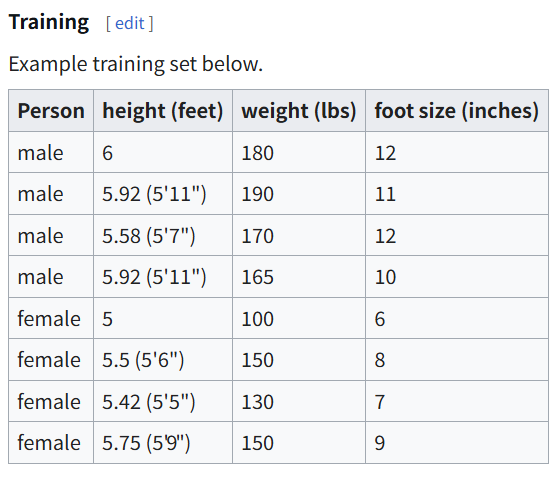 Training [ edit ]
Example training set below.
Person height (feet) weight (lbs) foot size (inches)
male 6 180 12
male 5.92 (5'11") 190 11
male 5.58 (5'7") 170 12
male 5.92 (5'11") 165 10
female 5 100 6
female 5.5 (5'6") 150 8
female 5.42 (5'5") 130 7
female 5.75 (5'9") 150 9